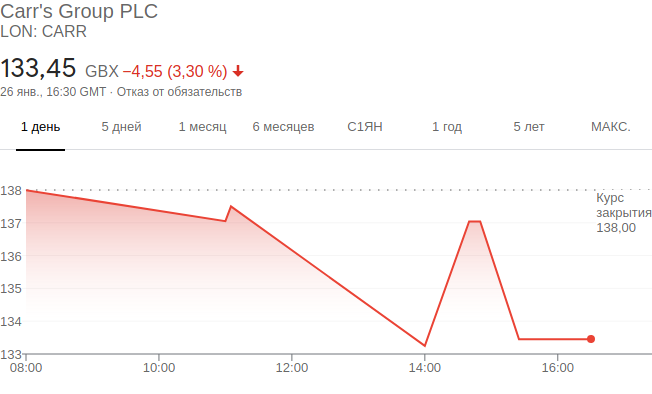 Carr's Group PLC
LON: CARR
133,45 GBX −4,55 (3,30 %)
26 янв., 16:30 GMT · Отказ от обязательств
1 день 5 дней 1 месяц 6 месяцев С1ЯН 1 год 5 лет МАКС.
138
Курс
закрытия
138,00
137
136
135
134
133
08:00 10:00 12:00 14:00 16:00